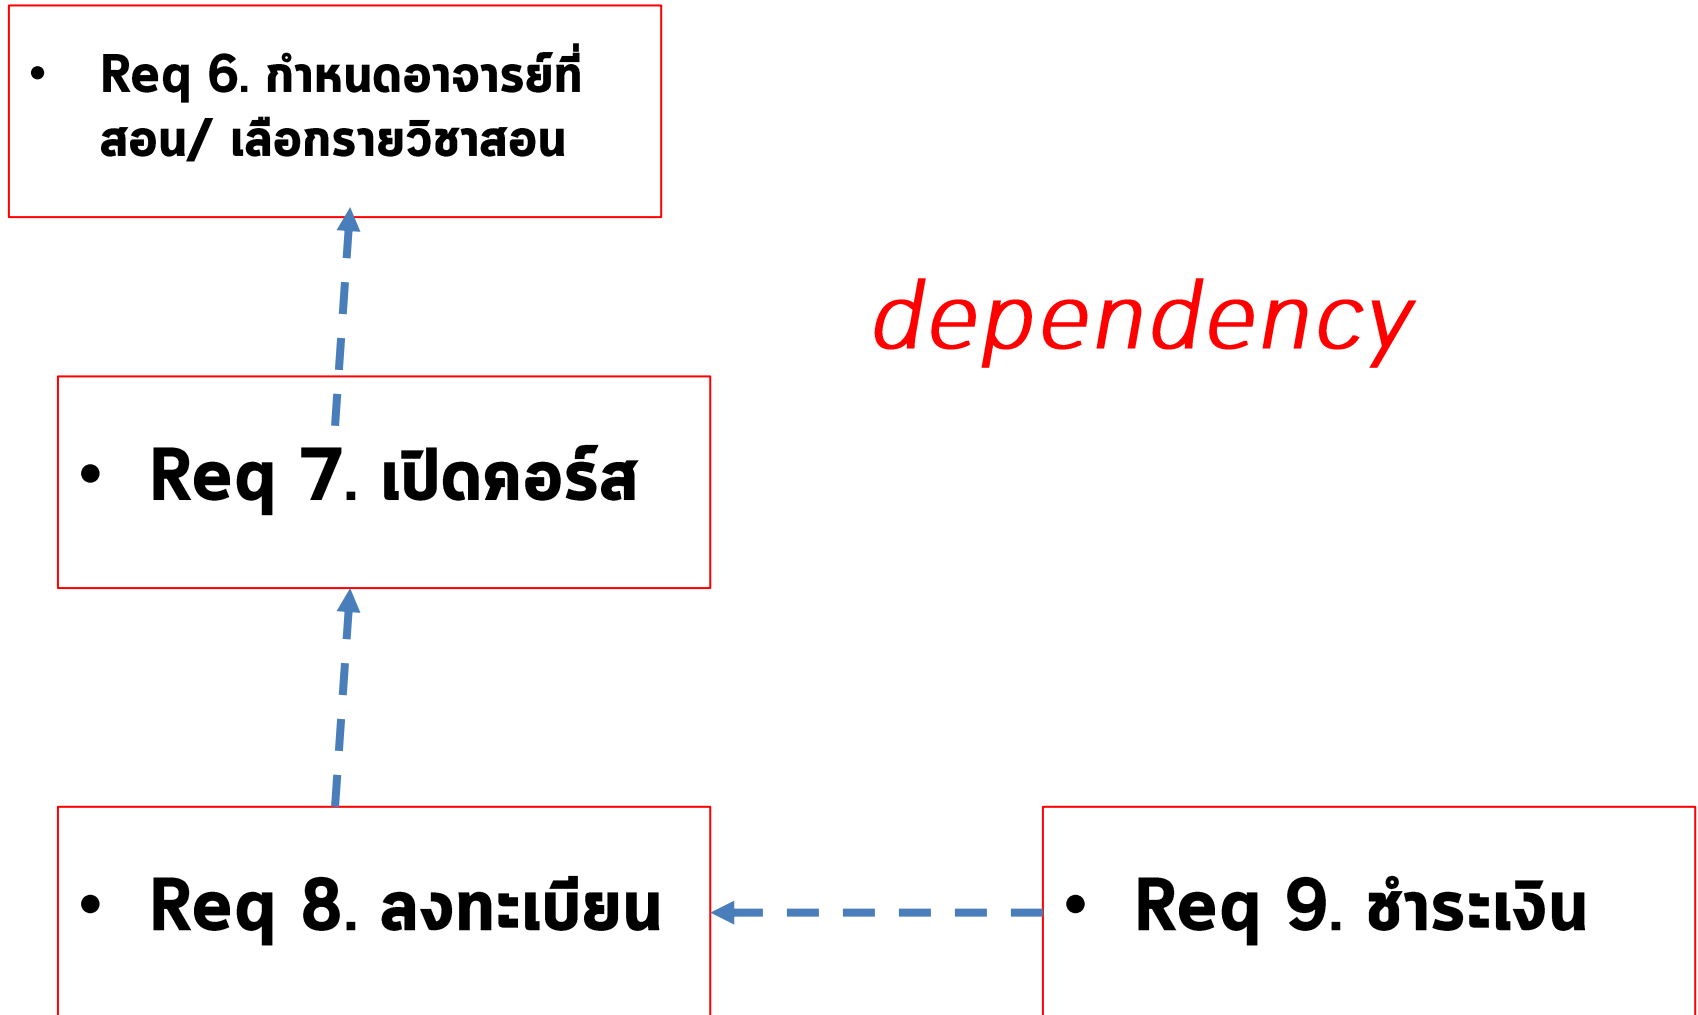 • Req 6. กำหนดอาจารย์ที่
สอน/ เลือกรายวิชาสอน
dependency
• Req 7. เปิดคอร์ส
• Req 8. ลงทะเบียน
• Req 9. ชำระเงิน